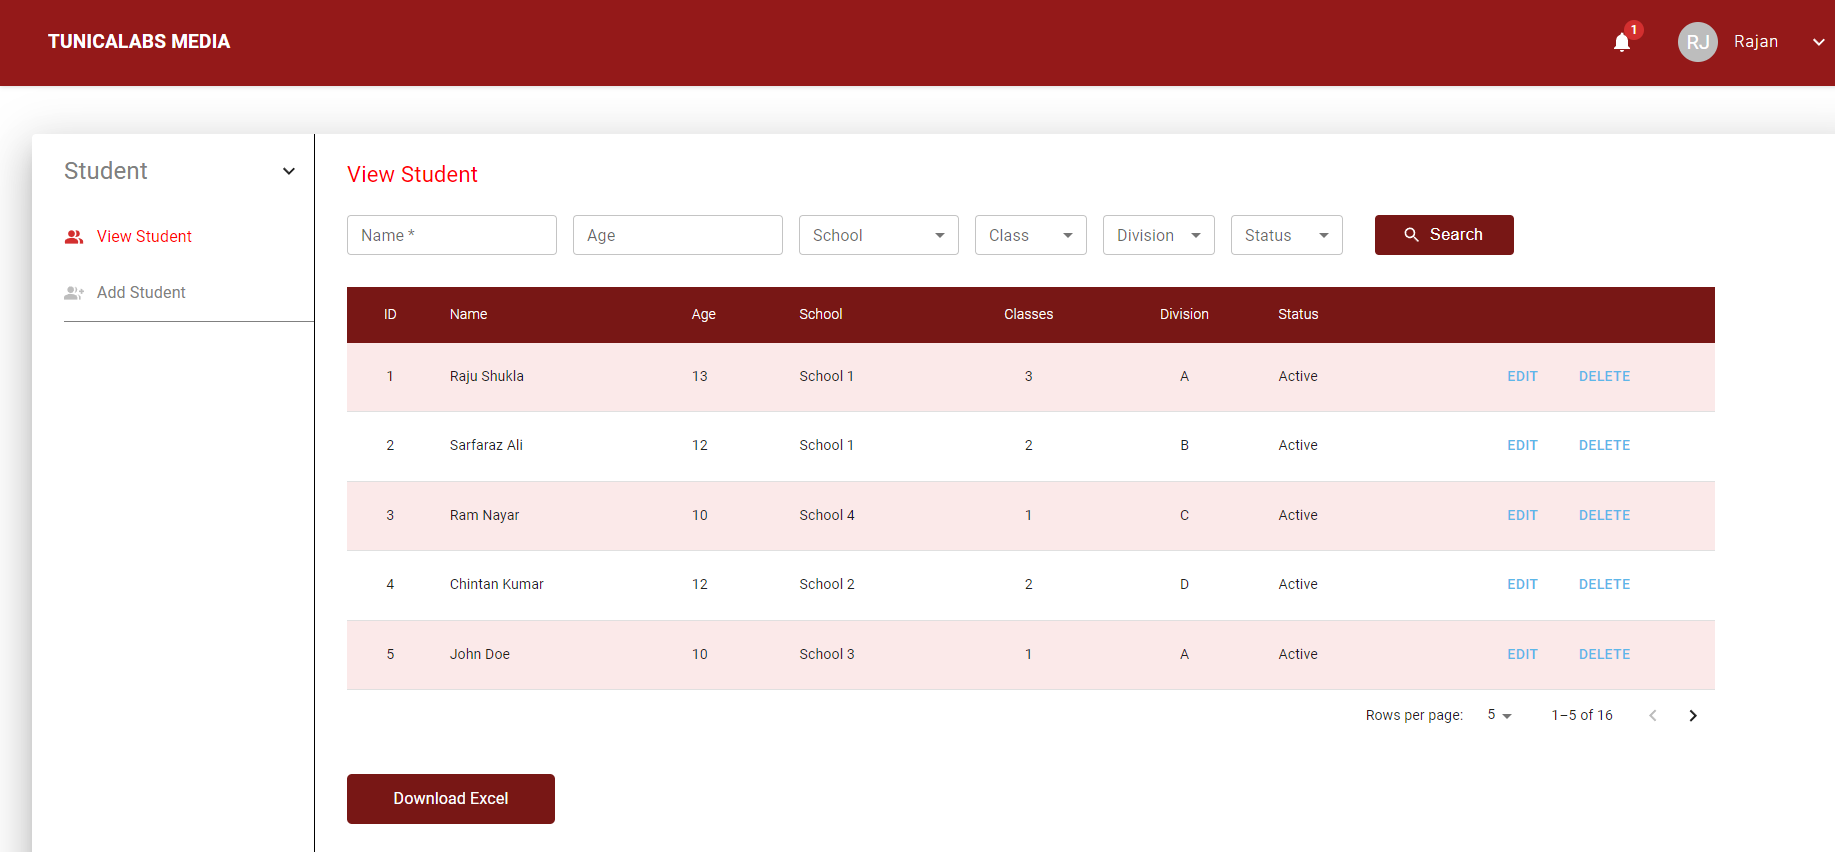 TUNICALABS MEDIA
1
RJ Rajan
Student
View Student
Add Student
View Student
Name * Age School Class Division Status Search
ID Name Age School Classes Division Status
1 Raju Shukla 13 School 1 3 A Active EDIT DELETE
2 Sarfaraz Ali 12 School 1 2 B Active EDIT DELETE
3 Ram Nayar 10 School 4 1 C Active EDIT DELETE
4 Chintan Kumar 12 School 2 2 D Active EDIT DELETE
5 John Doe 10 School 3 1 A Active EDIT DELETE
Rows per page: 5 1–5 of 16
Download Excel